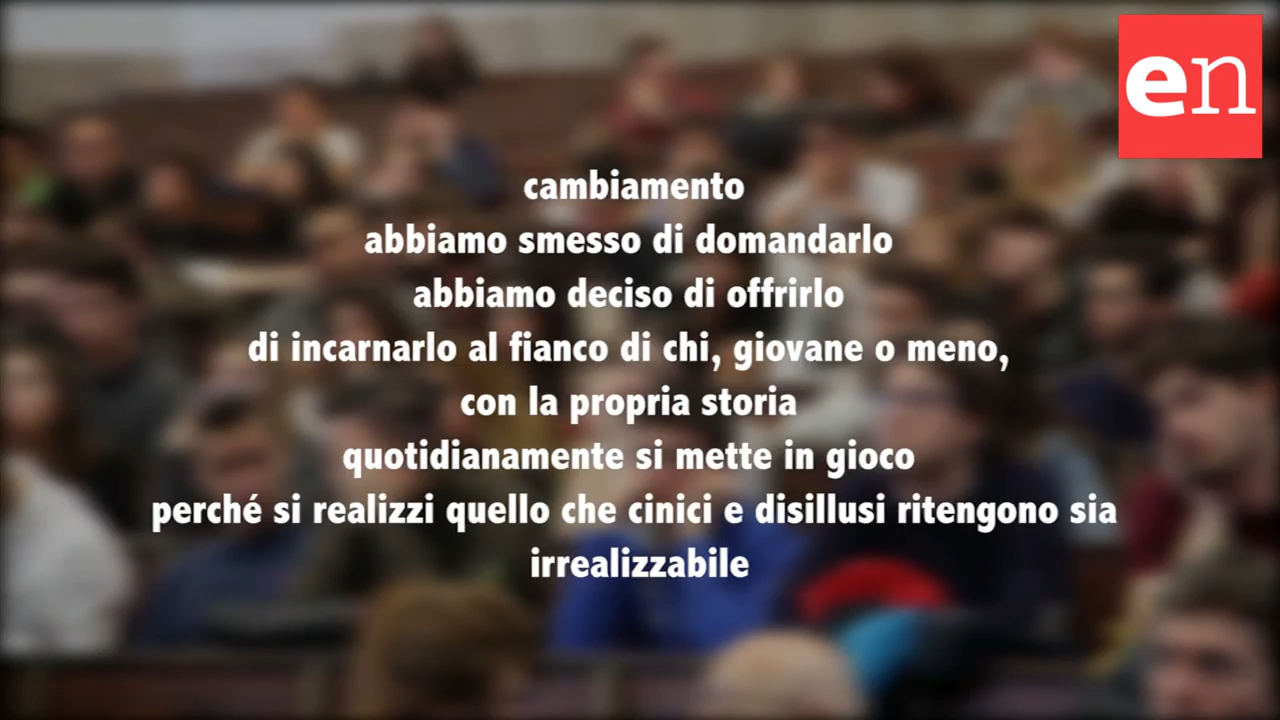 en
cambiamento
abbiamo smesso di domandarlo
abbiamo deciso di offrirlo
di incarnarlo al fianco di chi, giovane o meno,
con la propria storia
quotidianamente si mette in gioco
perché si realizzi quello che cinici e disillusi ritengono sia
irrealizzabile